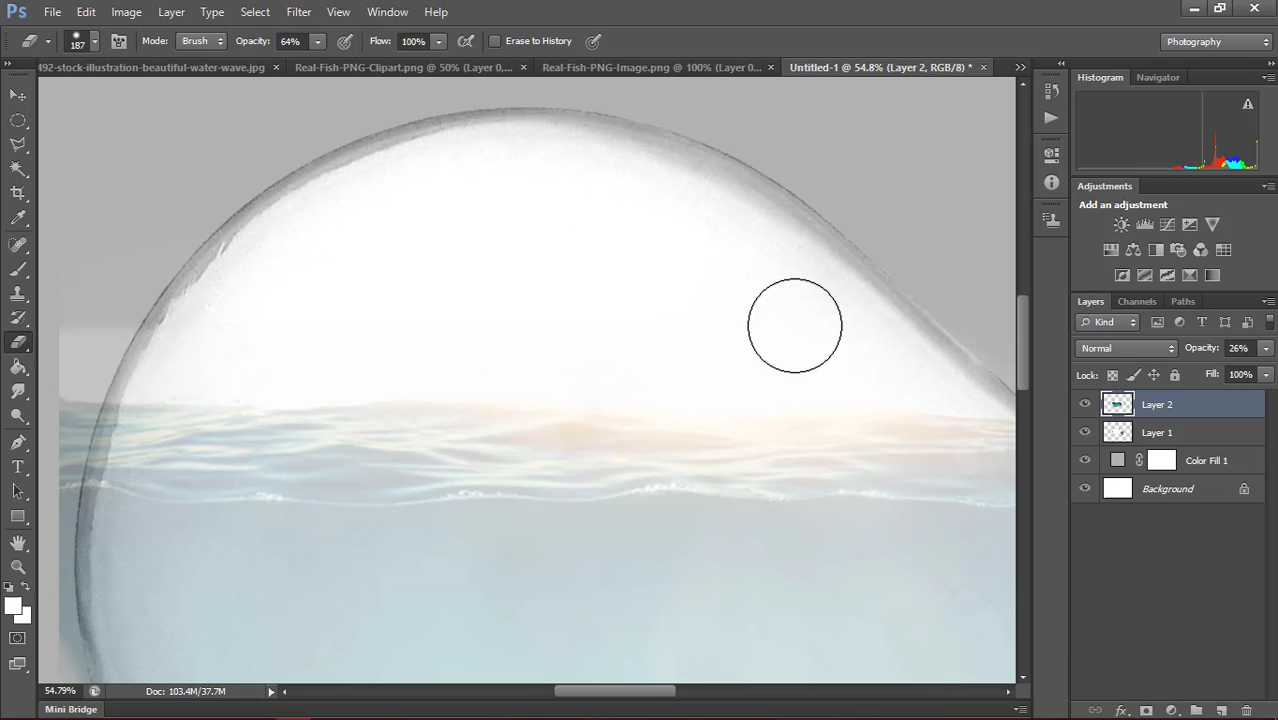 Ps File Edit Image Layer Type Select Filter View Window Help
187 Mode: Brush Opacity: 64% Flow: 100% Erase to History Photography
492-stock-illustration-beautiful-water-wave.jpg Real-Fish-PNG-Clipart.png @ 50% (Layer 0,... Real-Fish-PNG-Image.png @ 100% (Layer 0... Untitled-1 @ 54.8% (Layer 2, RGB/8) *
Histogram Navigator
Adjustments
Add an adjustment
Layers Channels Paths
Kind
Normal Opacity: 26%
Lock: Fill: 100%
Layer 2
Layer 1
Color Fill 1
Background
54.79% Doc: 103.4M/37.7M
Mini Bridge